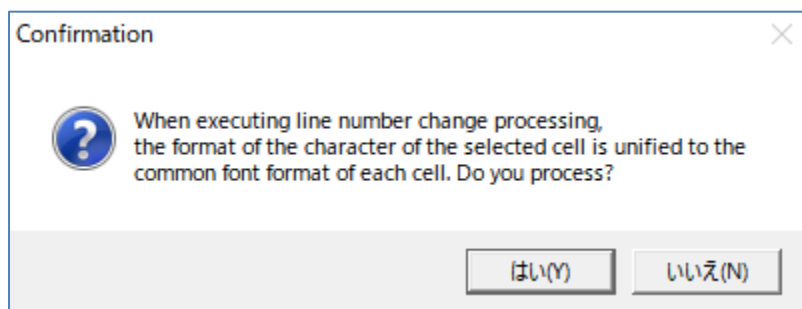 Confirmation
When executing line number change processing,
the format of the character of the selected cell is unified to the
common font format of each cell. Do you process?
はい(Y)
いいえ(N)